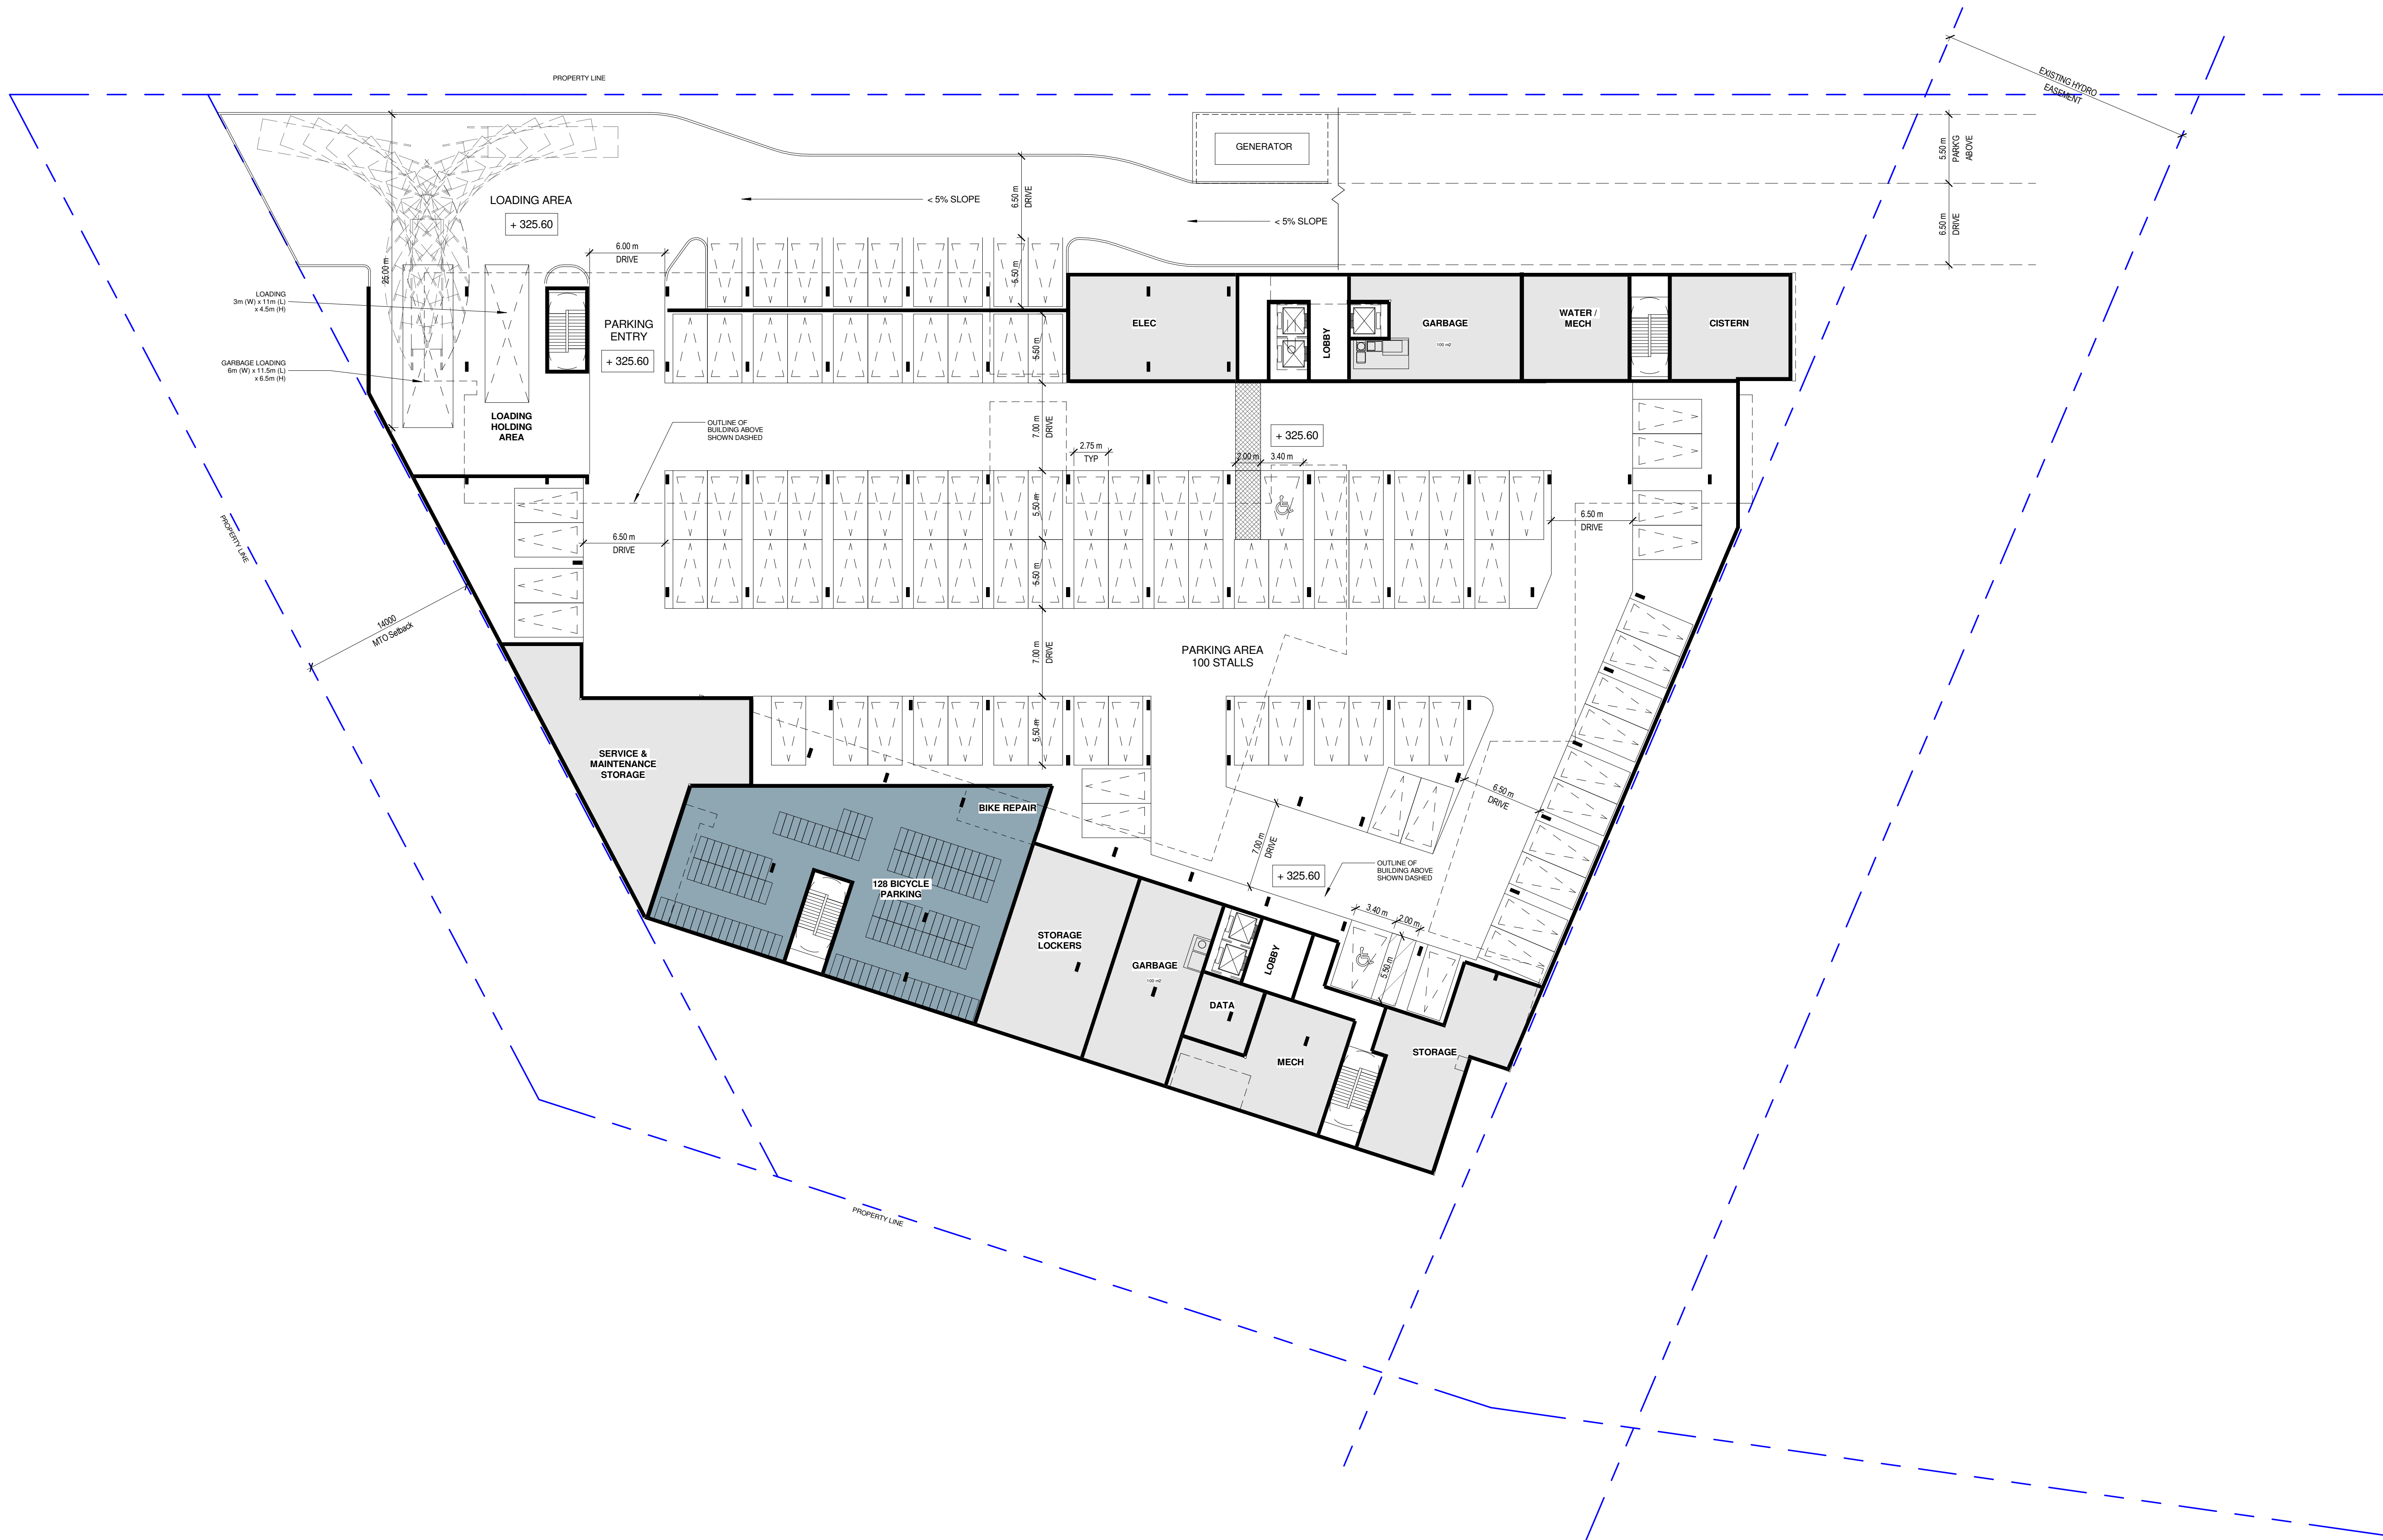 PROPERTY LINE
EXISTING HYDRO
EASEMENT
GENERATOR
5.50 m
PARK'G
ABOVE
LOADING AREA
+ 325.60
< 5% SLOPE
6.50 m
DRIVE
< 5% SLOPE
6.50 m
DRIVE
6.00 m
DRIVE
25.00 m
5.50 m
LOADING
3m (W) x 11m (L)
x 4.5m (H)
PARKING
ENTRY
+ 325.60
ELEC
LOBBY
GARBAGE
100 m2
WATER /
MECH
CISTERN
5.50 m
GARBAGE LOADING
6m (W) x 11.5m (L)
x 6.5m (H)
LOADING
HOLDING
AREA
OUTLINE OF
BUILDING ABOVE
SHOWN DASHED
7.00 m
DRIVE
2.75 m
TYP
+ 325.60
2.00 m
3.40 m
5.50 m
6.50 m
DRIVE
PROPERTY LINE
6.50 m
DRIVE
5.50 m
14000
MTO Setback
7.00 m
DRIVE
PARKING AREA
100 STALLS
5.50 m
SERVICE &
MAINTENANCE
STORAGE
BIKE REPAIR
6.50 m
DRIVE
7.00 m
DRIVE
128 BICYCLE
PARKING
+ 325.60
OUTLINE OF
BUILDING ABOVE
SHOWN DASHED
3.40 m
2.00 m
5.50 m
STORAGE
LOCKERS
GARBAGE
100 m2
LOBBY
DATA
MECH
STORAGE
PROPERTY LINE